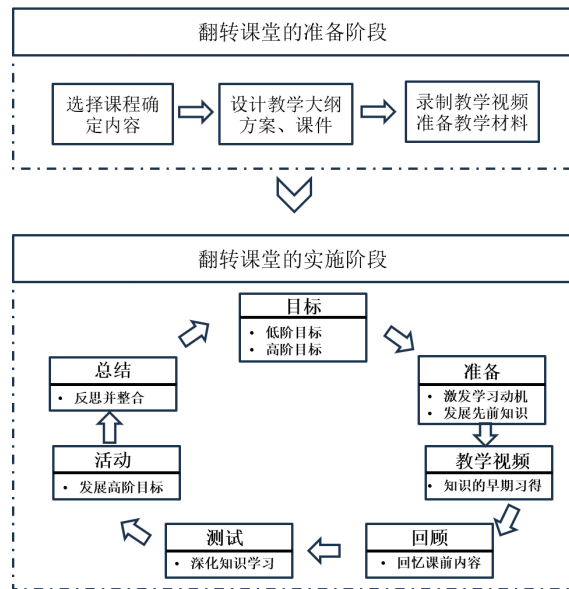 翻转课堂的准备阶段
选择课程确
定内容
设计教学大纲
方案、课件
录制教学视频
准备教学材料
翻转课堂的实施阶段
目标
• 低阶目标
• 高阶目标
准备
• 激发学习动机
• 发展先前知识
教学视频
• 知识的早期习得
回顾
• 回忆课前内容
测试
• 深化知识学习
活动
• 发展高阶目标
总结
• 反思并整合